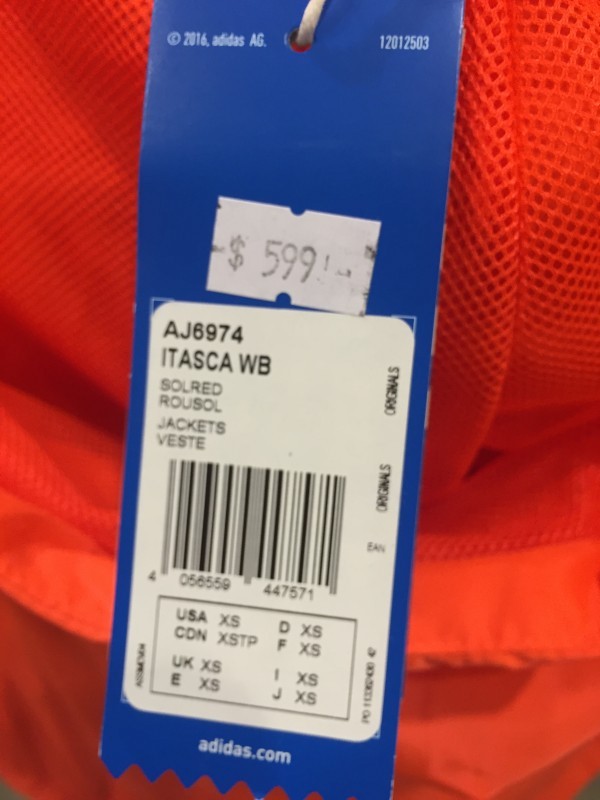 © 2016, adidas AG.
12012503
$ 599
AJ6974
ITASCA WB
SOLRED
ROUSOL
JACKETS
VESTE
ORIGINALS
ORIGINALS
EAN
4 056559 447571
USA XS
CDN XSTP
UK XS
E XS
D XS
F XS
I XS
J XS
adidas.com